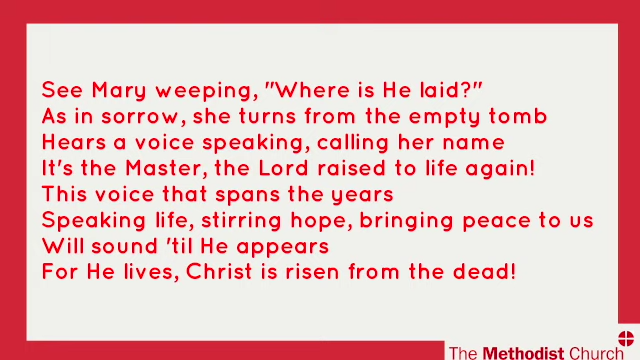 See Mary weeping, "Where is He laid?"
As in sorrow, she turns from the empty tomb
Hears a voice speaking, calling her name
It's the Master, the Lord raised to life again!
This voice that spans the years
Speaking life, stirring hope, bringing peace to us
Will sound 'til He appears
For He lives, Christ is risen from the dead!
The Methodist Church